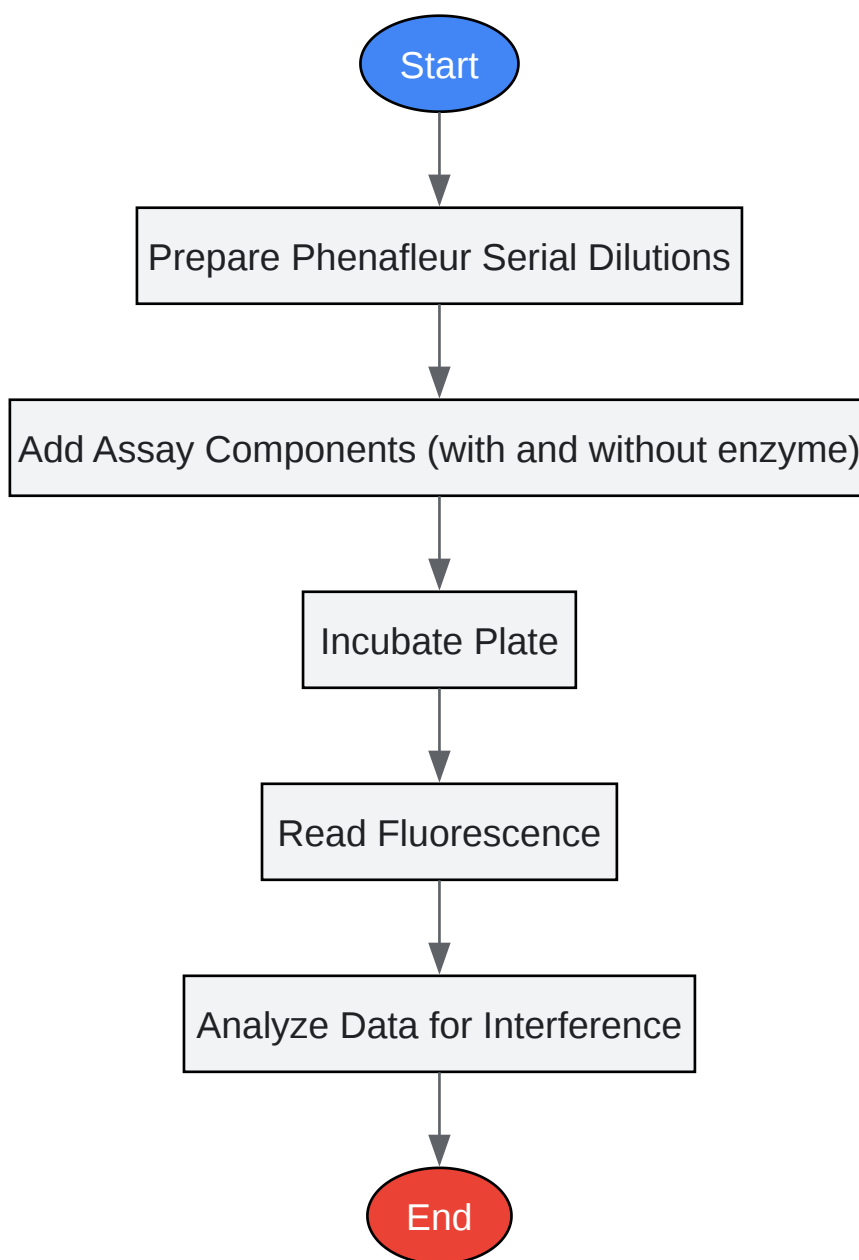 Start
Prepare Phenafleur Serial Dilutions
Add Assay Components (with and without enzyme)
Incubate Plate
Read Fluorescence
Analyze Data for Interference
End